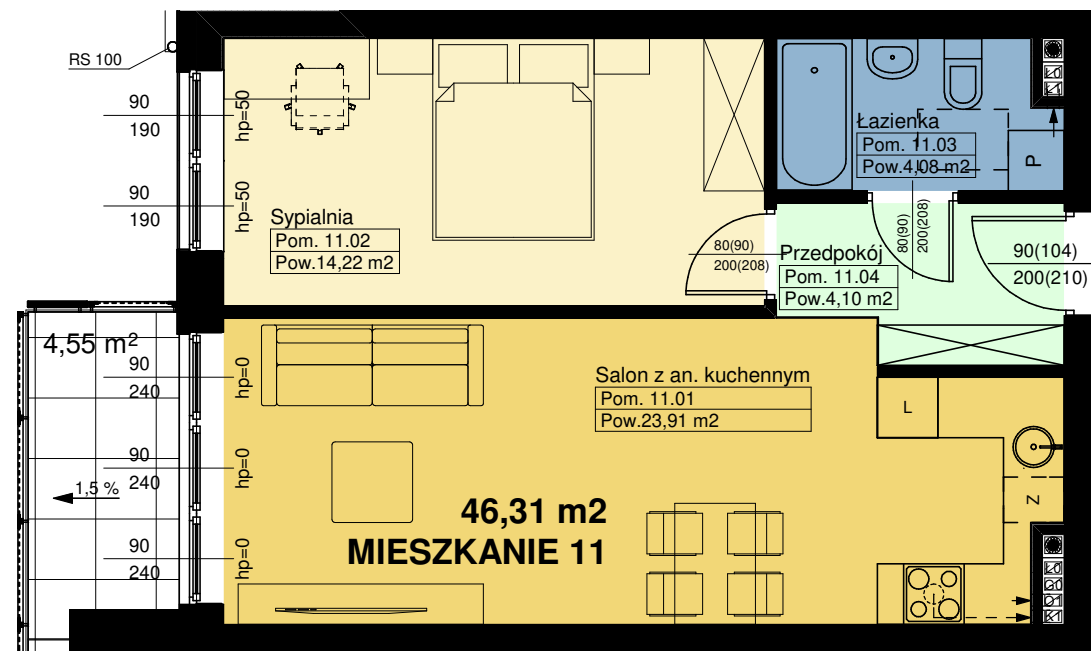 RS 100
90
190
hp=50
90
190
hp=50
Sypialnia
Pom. 11.02
Pow.14,22 m2
Łazienka
Pom. 11.03
Pow.4,08 m2
P
80(90)
200(208)
80(90)
200(208)
Przedpokój
Pom. 11.04
Pow.4,10 m2
90(104)
200(210)
4,55 m²
90
240
hp=0
90
240
hp=0
90
240
hp=0
1,5 %
Salon z an. kuchennym
Pom. 11.01
Pow.23,91 m2
L
Z
46,31 m2
MIESZKANIE 11
L